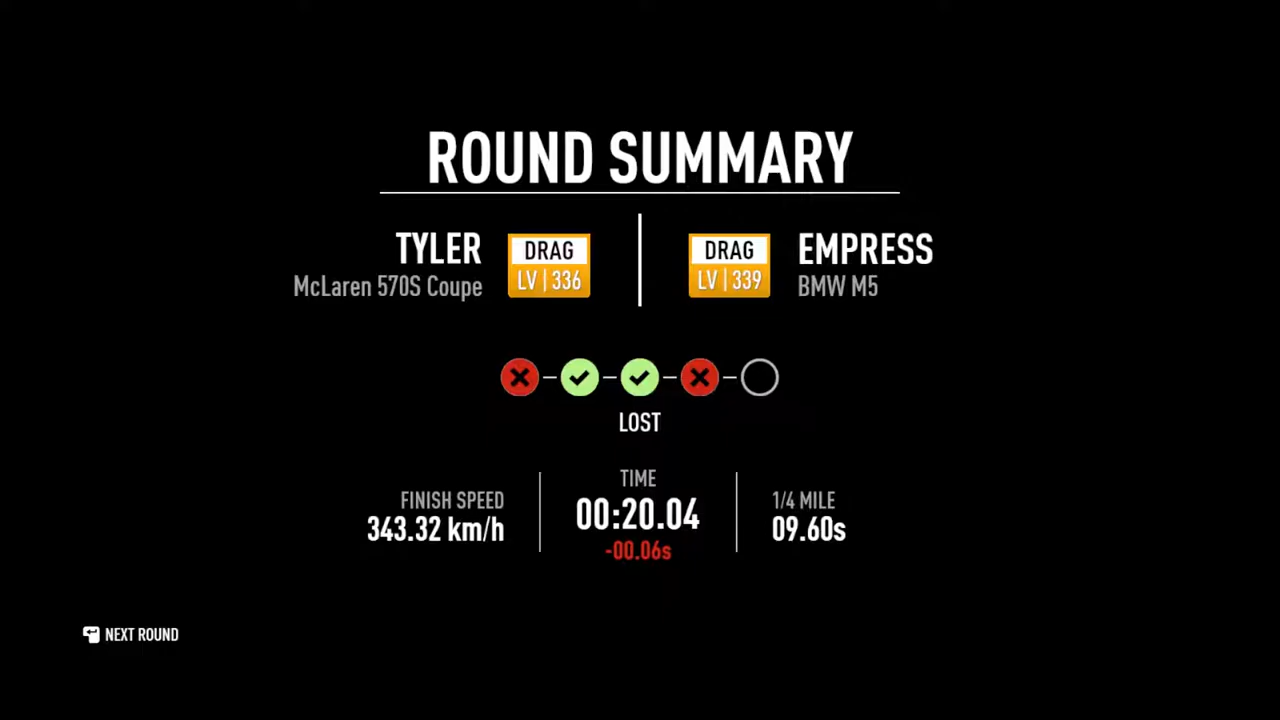 ROUND SUMMARY
TYLER
McLaren 570S Coupe
DRAG
LV | 336
DRAG
LV | 339
EMPRESS
BMW M5
LOST
FINISH SPEED
343.32 km/h
TIME
00:20.04
-00.06s
1/4 MILE
09.60s
NEXT ROUND